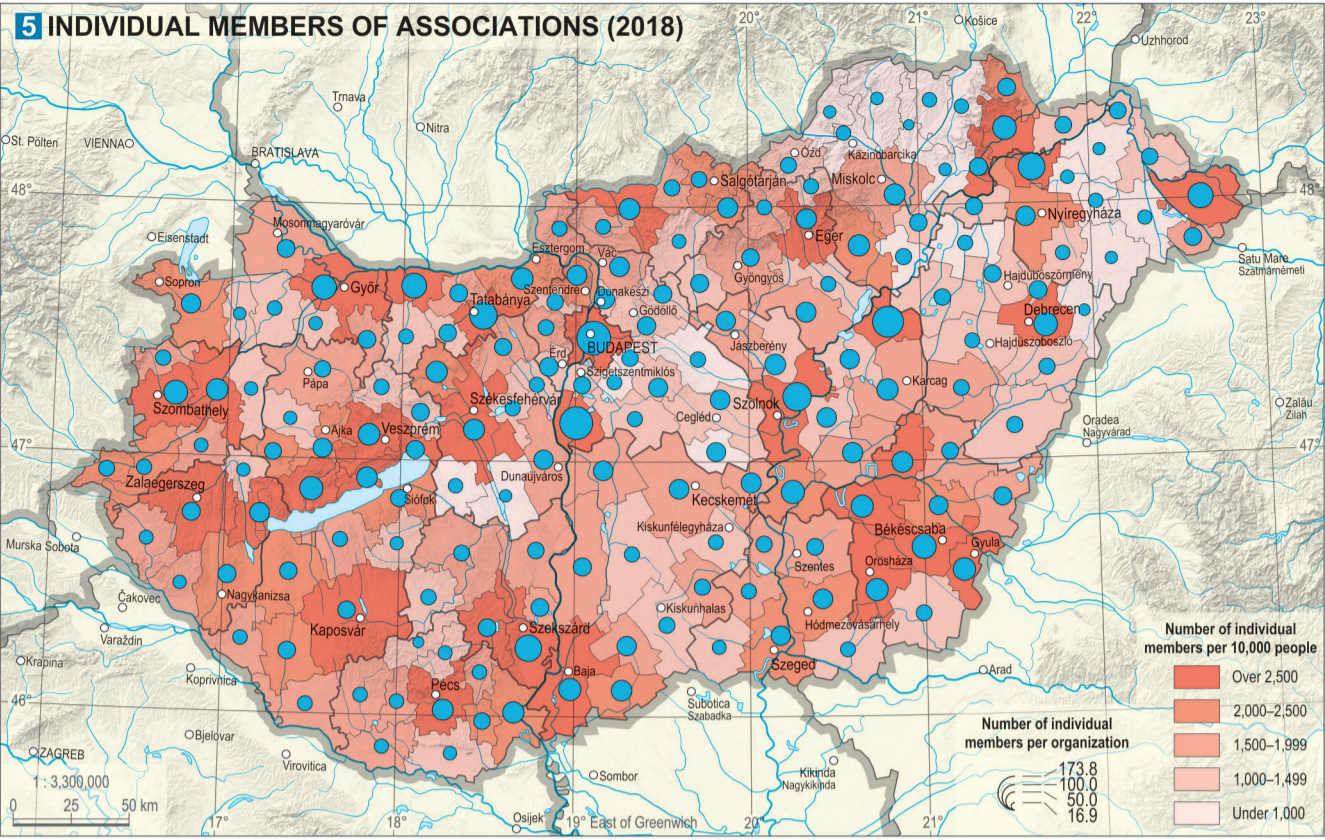 5 INDIVIDUAL MEMBERS OF ASSOCIATIONS (2018)
20°
21°
22°
23°
Košice
Uzhhorod
Trnava
Nitra
St. Pölten
VIENNA
BRATISLAVA
Ózd
Kazincbarcika
Salgótarján
Miskolc
48°
48°
Mosonmagyaróvár
Nyíregyháza
Eisenstadt
Eger
Esztergom
Vác
Satu Mare
Szatmárnémeti
Sopron
Győr
Gyöngyös
Hajdúböszörmény
Szentendre
Dunakeszi
Tatabánya
Gödöllő
Debrecen
BUDAPEST
Jászberény
Hajdúszoboszló
Érd
Szigetszentmiklós
Pápa
Karcag
Szombathely
Székesfehérvár
Cegléd
Szolnok
Zalău
Zilah
Ajka
Veszprém
Oradea
Nagyvárad
47°
47°
Zalaegerszeg
Dunaújváros
Siófok
Kecskemét
Kiskunfélegyháza
Békéscsaba
Murska Sobota
Gyula
Szentes
Orosháza
Nagykanizsa
Čakovec
Kiskunhalas
Hódmezővásárhely
Varaždin
Kaposvár
Szekszárd
Krapina
Szeged
Koprivnica
Baja
Arad
Pécs
46°
46°
Subotica
Szabadka
Bjelovar
ZAGREB
Virovitica
Sombor
Kikinda
Nagykikinda
1 : 3,300,000
0 25 50 km
Osijek
17°
18°
19° East of Greenwich
20°
21°
Number of individual
members per organization
173.8
100.0
50.0
16.9
Number of individual
members per 10,000 people
Over 2,500
2,000–2,500
1,500–1,999
1,000–1,499
Under 1,000